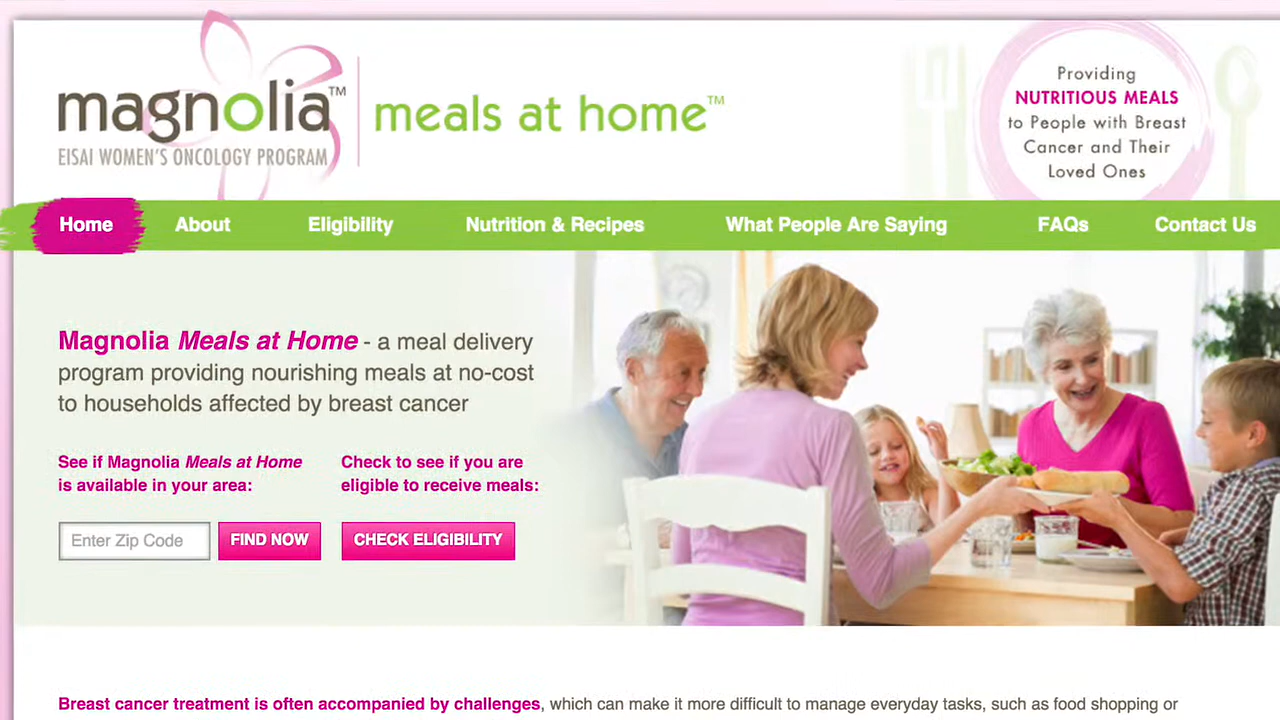 magnolia™
EISAI WOMEN'S ONCOLOGY PROGRAM
meals at home™
Providing
NUTRITIOUS MEALS
to People with Breast
Cancer and Their
Loved Ones
Home About Eligibility Nutrition & Recipes What People Are Saying FAQs Contact Us
Magnolia Meals at Home - a meal delivery
program providing nourishing meals at no-cost
to households affected by breast cancer
See if Magnolia Meals at Home
is available in your area:
Check to see if you are
eligible to receive meals:
Enter Zip Code FIND NOW CHECK ELIGIBILITY
Breast cancer treatment is often accompanied by challenges, which can make it more difficult to manage everyday tasks, such as food shopping or